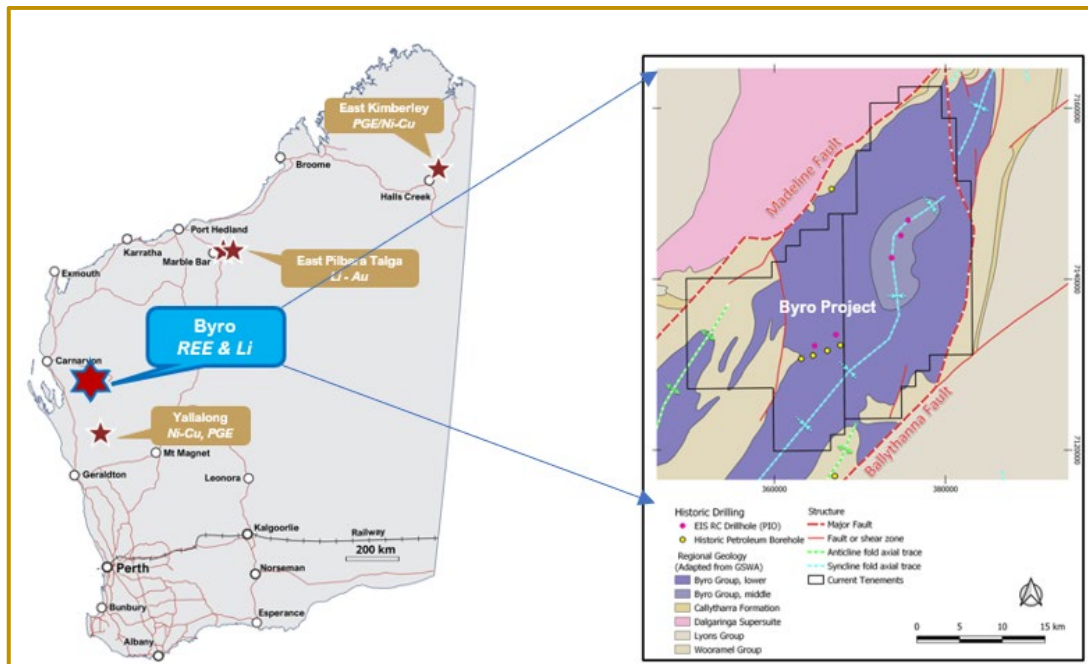 East Kimberley
PGE/Ni-Cu
Broome
Halls Creek
Port Hedland
Karratha
Marble Bar
East Pilbara Talga
Li - Au
Exmouth
Byro
REE & Li
Carnarvon
Yallalong
Ni-Cu, PGE
Mt Magnet
Geraldton
Leonora
Kalgoorlie
Railway
200 km
Perth
Norseman
Bunbury
Esperance
Albany
Madeline Fault
Byro Project
Ballythanna Fault
7160000
7140000
7120000
360000
380000
Historic Drilling
EIS RC Drillhole (PIO)
Historic Petroleum Borehole
Regional Geology
(Adapted from GSWA)
Byro Group, lower
Byro Group, middle
Callytharra Formation
Dalgaringa Supersuite
Lyons Group
Wooramel Group
Structure
Major Fault
Fault or shear zone
Anticline fold axial trace
Syncline fold axial trace
Current Tenements
0 5 10 15 km